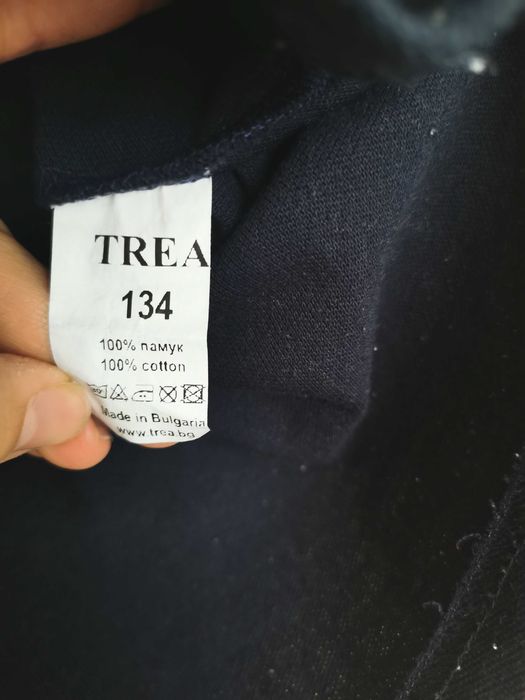 TREA
134
100% памук
100% cotton
Made in Bulgaria
www.trea.bg